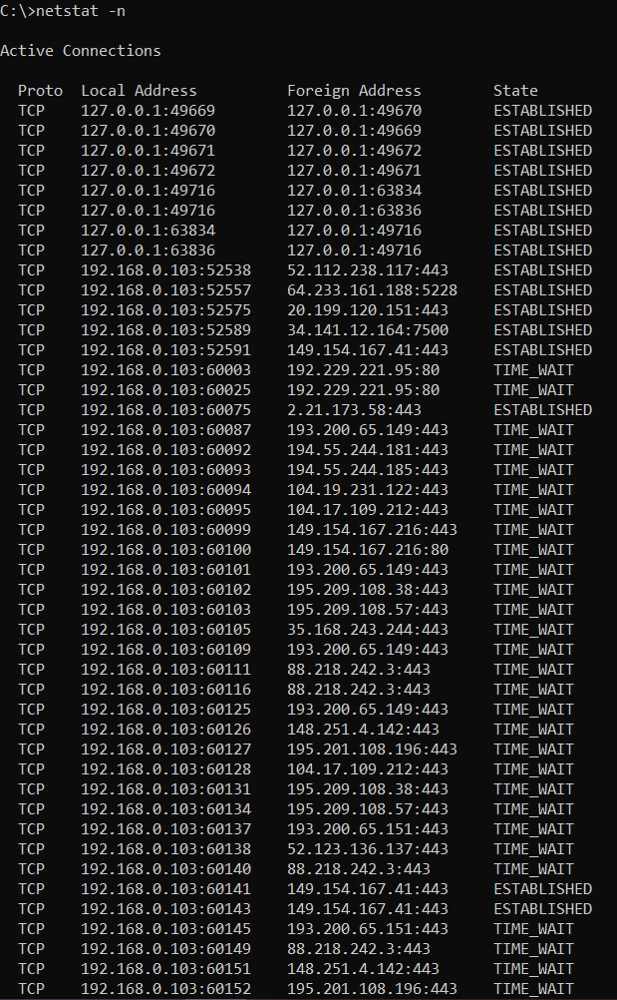 C:\>netstat -n
Active Connections
Proto  Local Address          Foreign Address        State
TCP    127.0.0.1:49669        127.0.0.1:49670        ESTABLISHED
TCP    127.0.0.1:49670        127.0.0.1:49669        ESTABLISHED
TCP    127.0.0.1:49671        127.0.0.1:49672        ESTABLISHED
TCP    127.0.0.1:49672        127.0.0.1:49671        ESTABLISHED
TCP    127.0.0.1:49716        127.0.0.1:63834        ESTABLISHED
TCP    127.0.0.1:49716        127.0.0.1:63836        ESTABLISHED
TCP    127.0.0.1:63834        127.0.0.1:49716        ESTABLISHED
TCP    127.0.0.1:63836        127.0.0.1:49716        ESTABLISHED
TCP    192.168.0.103:52538    52.112.238.117:443     ESTABLISHED
TCP    192.168.0.103:52557    64.233.161.188:5228    ESTABLISHED
TCP    192.168.0.103:52575    20.199.120.151:443     ESTABLISHED
TCP    192.168.0.103:52589    34.141.12.164:7500     ESTABLISHED
TCP    192.168.0.103:52591    149.154.167.41:443     ESTABLISHED
TCP    192.168.0.103:60003    192.229.221.95:80      TIME_WAIT
TCP    192.168.0.103:60025    192.229.221.95:80      TIME_WAIT
TCP    192.168.0.103:60075    2.21.173.58:443        ESTABLISHED
TCP    192.168.0.103:60087    193.200.65.149:443     TIME_WAIT
TCP    192.168.0.103:60092    194.55.244.181:443     TIME_WAIT
TCP    192.168.0.103:60093    194.55.244.185:443     TIME_WAIT
TCP    192.168.0.103:60094    104.19.231.122:443     TIME_WAIT
TCP    192.168.0.103:60095    104.17.109.212:443     TIME_WAIT
TCP    192.168.0.103:60099    149.154.167.216:443    TIME_WAIT
TCP    192.168.0.103:60100    149.154.167.216:80     TIME_WAIT
TCP    192.168.0.103:60101    193.200.65.149:443     TIME_WAIT
TCP    192.168.0.103:60102    195.209.108.38:443     TIME_WAIT
TCP    192.168.0.103:60103    195.209.108.57:443     TIME_WAIT
TCP    192.168.0.103:60105    35.168.243.244:443     TIME_WAIT
TCP    192.168.0.103:60109    193.200.65.149:443     TIME_WAIT
TCP    192.168.0.103:60111    88.218.242.3:443       TIME_WAIT
TCP    192.168.0.103:60116    88.218.242.3:443       TIME_WAIT
TCP    192.168.0.103:60125    193.200.65.149:443     TIME_WAIT
TCP    192.168.0.103:60126    148.251.4.142:443      TIME_WAIT
TCP    192.168.0.103:60127    195.201.108.196:443    TIME_WAIT
TCP    192.168.0.103:60128    104.17.109.212:443     TIME_WAIT
TCP    192.168.0.103:60131    195.209.108.38:443     TIME_WAIT
TCP    192.168.0.103:60134    195.209.108.57:443     TIME_WAIT
TCP    192.168.0.103:60137    193.200.65.151:443     TIME_WAIT
TCP    192.168.0.103:60138    52.123.136.137:443     TIME_WAIT
TCP    192.168.0.103:60140    88.218.242.3:443       TIME_WAIT
TCP    192.168.0.103:60141    149.154.167.41:443     ESTABLISHED
TCP    192.168.0.103:60143    149.154.167.41:443     ESTABLISHED
TCP    192.168.0.103:60145    193.200.65.151:443     TIME_WAIT
TCP    192.168.0.103:60149    88.218.242.3:443       TIME_WAIT
TCP    192.168.0.103:60151    148.251.4.142:443      TIME_WAIT
TCP    192.168.0.103:60152    195.201.108.196:443    TIME_WAIT